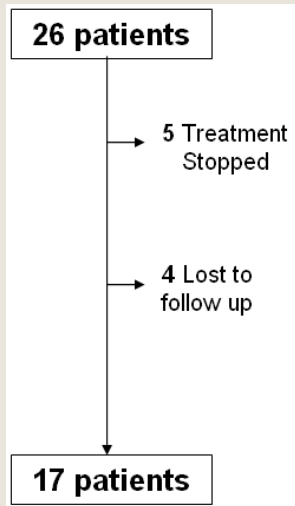 26 patients
5 Treatment
Stopped
4 Lost to
follow up
17 patients